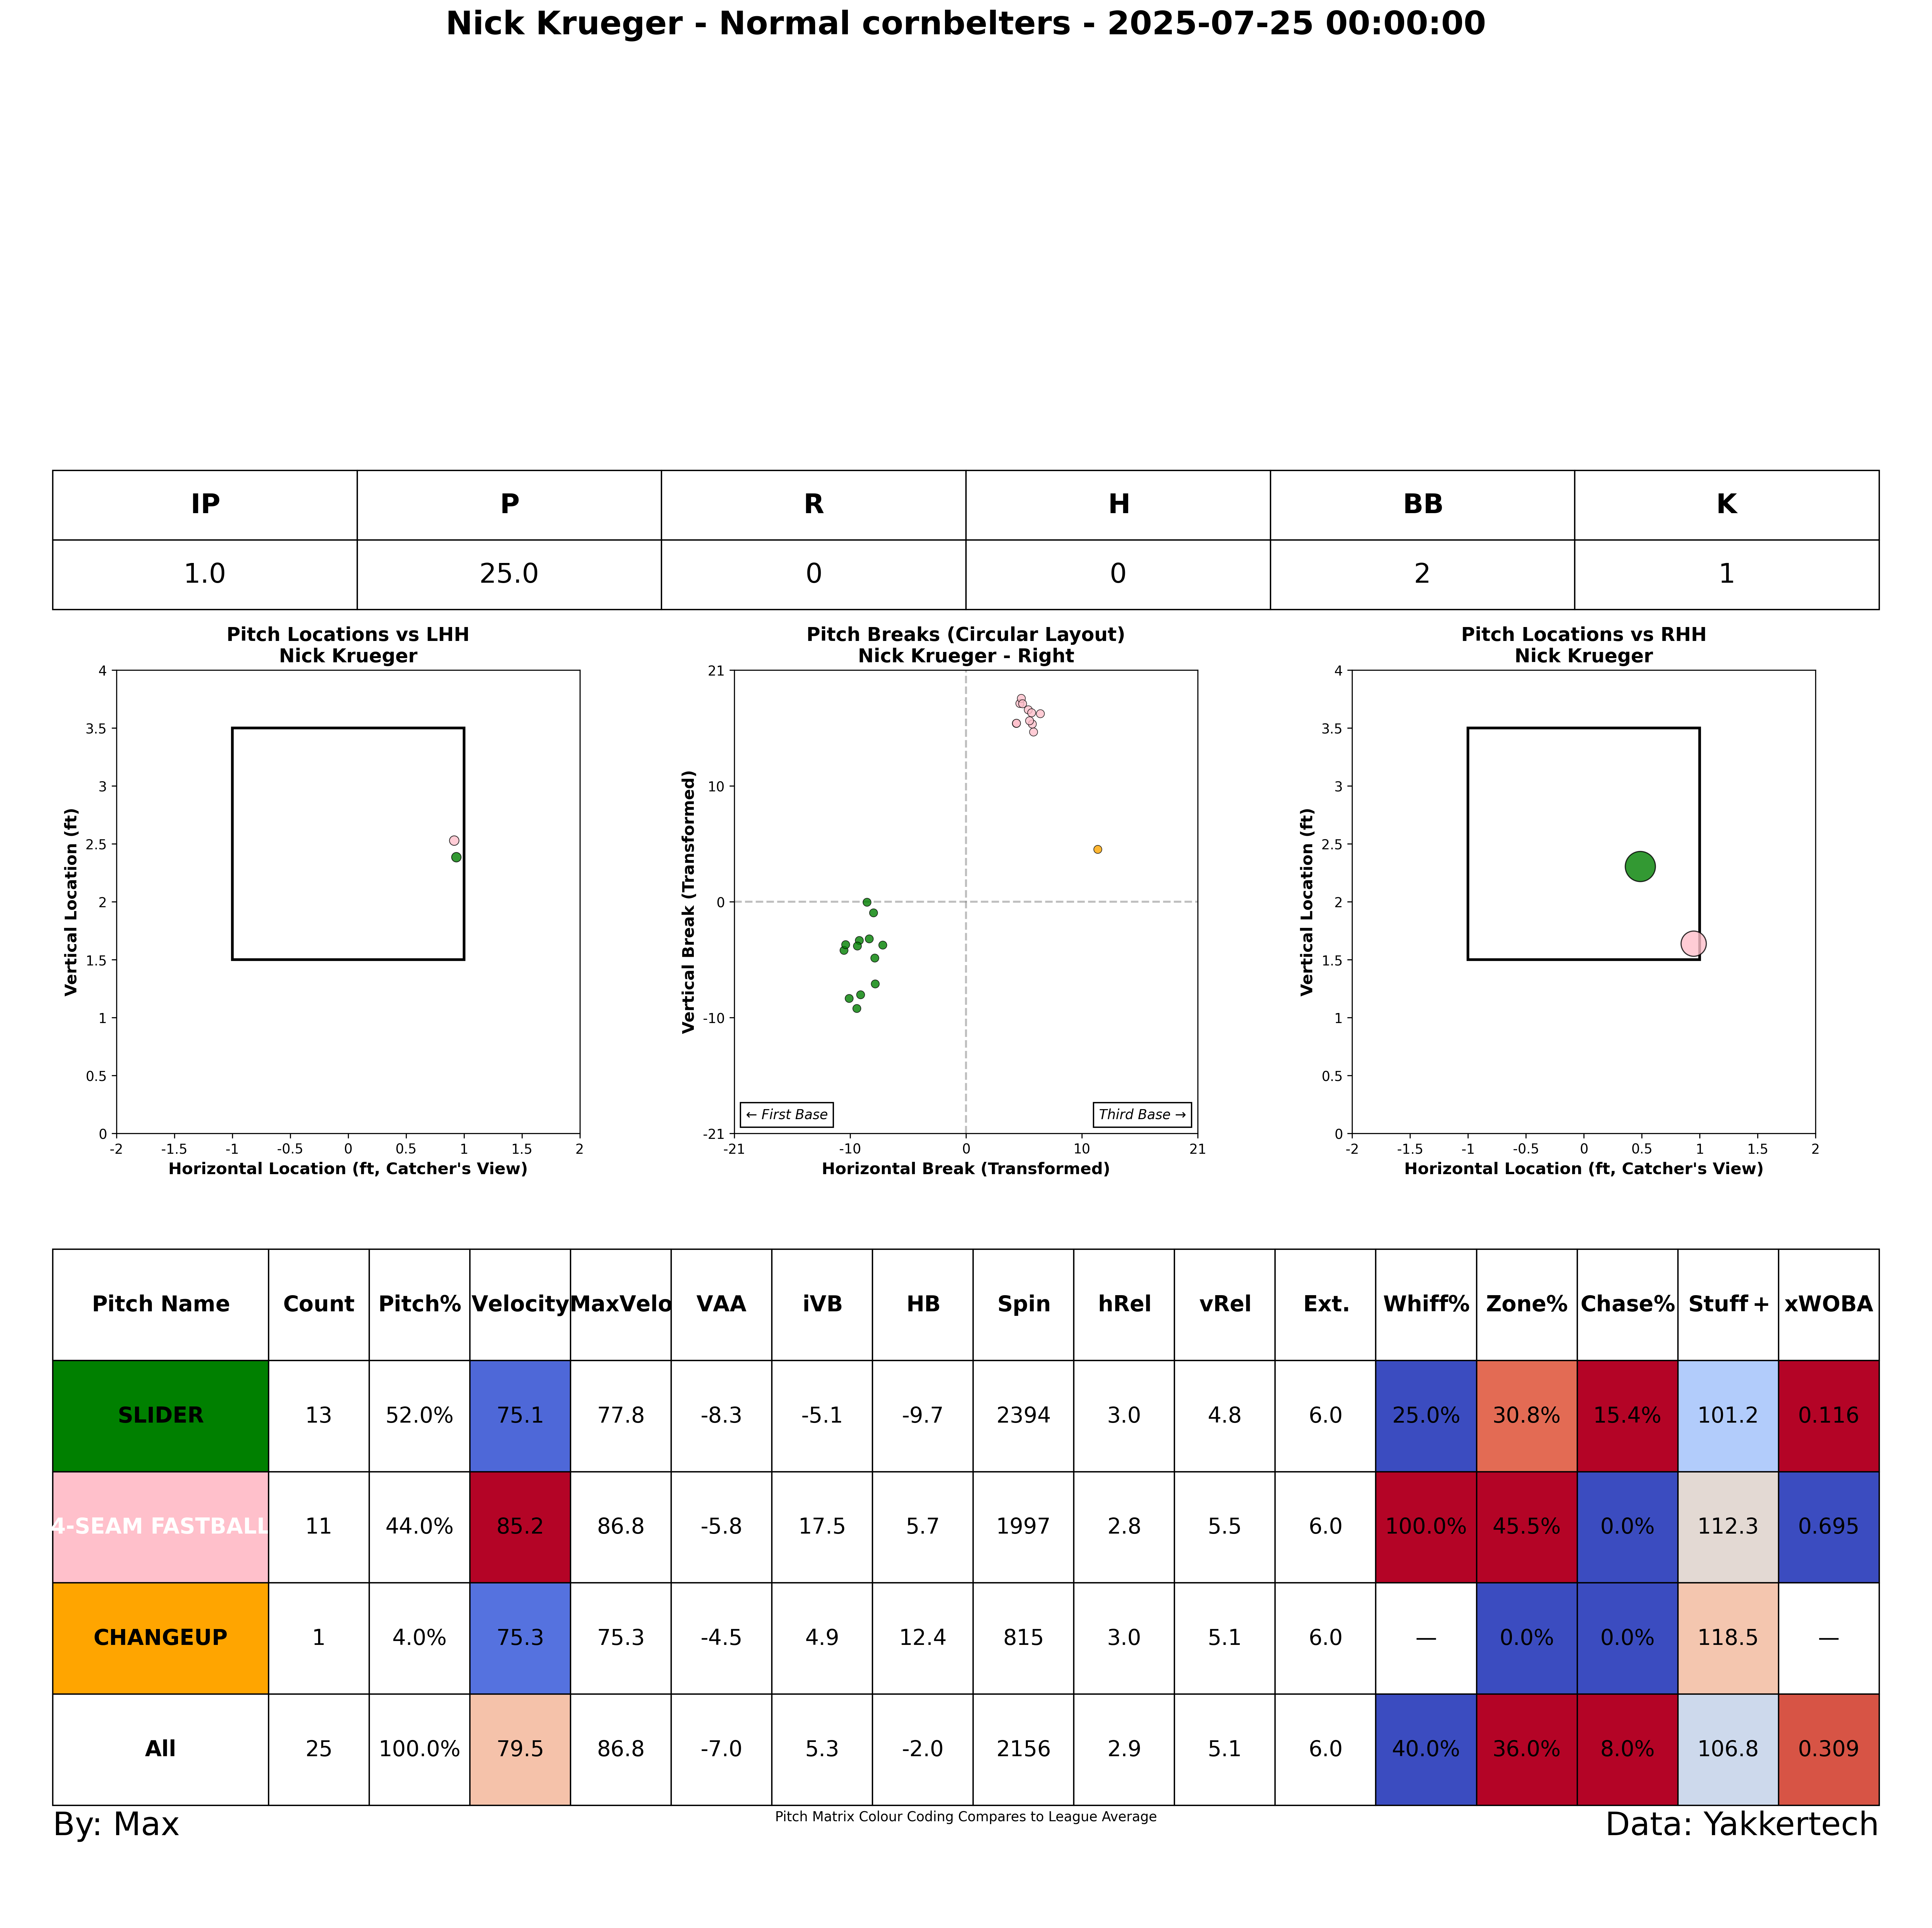 Nick Krueger - Normal cornbelters - 2025-07-25 00:00:00
IP P R H BB K
1.0 25.0 0 0 2 1
Pitch Locations vs LHH
Nick Krueger
4
3.5
3
2.5
2
1.5
1
0.5
0
-2 -1.5 -1 -0.5 0 0.5 1 1.5 2
Vertical Location (ft)
Horizontal Location (ft, Catcher's View)
Pitch Breaks (Circular Layout)
Nick Krueger - Right
21
10
0
-10
-21
-21 -10 0 10 21
Vertical Break (Transformed)
← First Base
Third Base →
Horizontal Break (Transformed)
Pitch Locations vs RHH
Nick Krueger
4
3.5
3
2.5
2
1.5
1
0.5
0
-2 -1.5 -1 -0.5 0 0.5 1 1.5 2
Vertical Location (ft)
Horizontal Location (ft, Catcher's View)
Pitch Name Count Pitch% Velocity MaxVelo VAA iVB HB Spin hRel vRel Ext. Whiff% Zone% Chase% Stuff+ xWOBA
SLIDER 13 52.0% 75.1 77.8 -8.3 -5.1 -9.7 2394 3.0 4.8 6.0 25.0% 30.8% 15.4% 101.2 0.116
4-SEAM FASTBALL 11 44.0% 85.2 86.8 -5.8 17.5 5.7 1997 2.8 5.5 6.0 100.0% 45.5% 0.0% 112.3 0.695
CHANGEUP 1 4.0% 75.3 75.3 -4.5 4.9 12.4 815 3.0 5.1 6.0 — 0.0% 0.0% 118.5 —
All 25 100.0% 79.5 86.8 -7.0 5.3 -2.0 2156 2.9 5.1 6.0 40.0% 36.0% 8.0% 106.8 0.309
By: Max
Pitch Matrix Colour Coding Compares to League Average
Data: Yakkertech